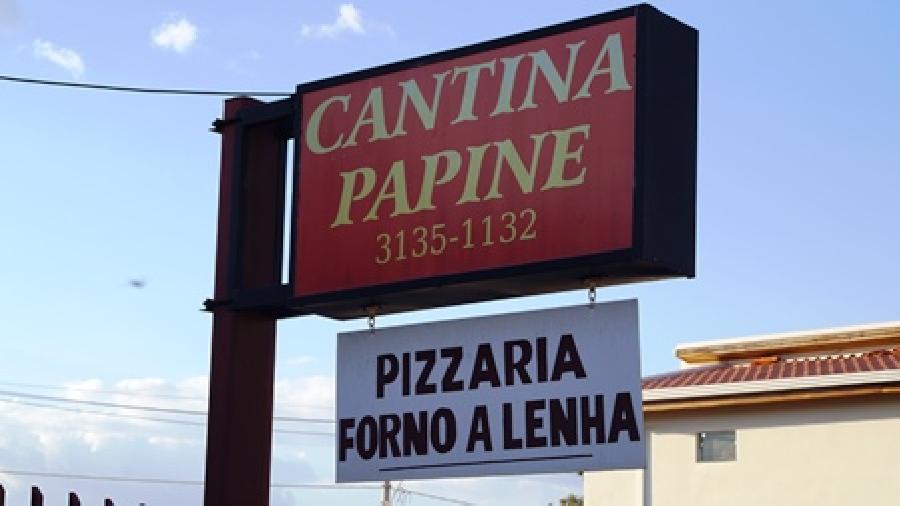 CANTINA
PAPINE
3135-1132
PIZZARIA
FORNO A LENHA